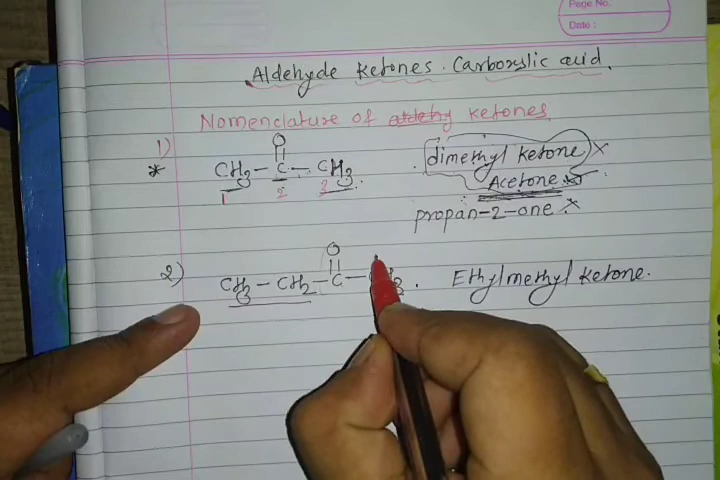 Page No.
Date :
Aldehyde Ketones. Carboxylic acid.
Nomenclature of ketones
1)
O
* CH3 - C - CH3. dimethyl ketone
1 2 3
Acetone
propan-2-one
O
2) CH3 - CH2 - C - . Ethylmethyl ketone.